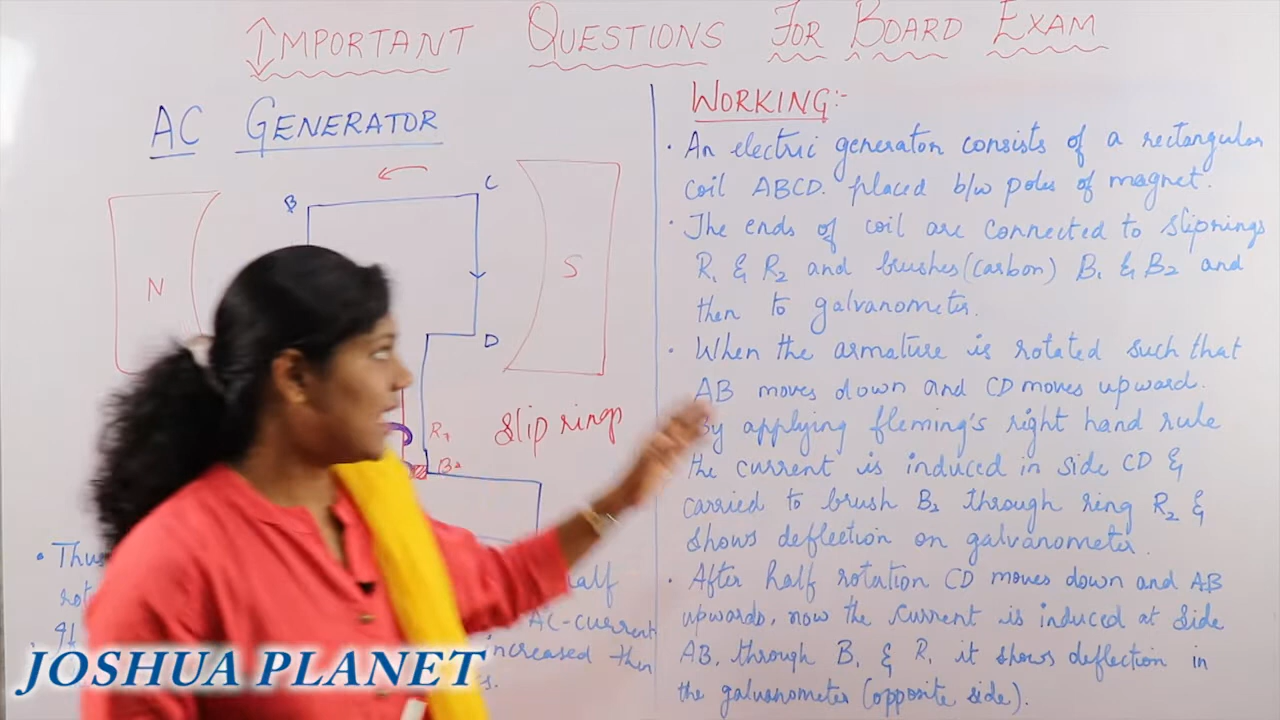 IMPORTANT QUESTIONS FOR BOARD EXAM
AC GENERATOR
B
C
N
S
D
R₂
B₂
Slip rings
• Thus
half
AC-current
increased then
WORKING:-
• An electric generator consists of a rectangular
coil ABCD. placed b/w poles of magnet.
• The ends of coil are connected to Sliprings
R₁ & R₂ and brushes (carbon) B₁ & B₂ and
then to galvanometer.
• When the armature is rotated such that
AB moves down and CD moves upward.
By applying fleming's right hand rule
the current is induced in side CD &
carried to brush B₂ through ring R₂ &
shows deflection on galvanometer.
• After half rotation CD moves down and AB
upwards, now the current is induced at side
AB, through B₁ & R₁ it shows deflection in
the galvanometer (opposite side).
JOSHUA PLANET